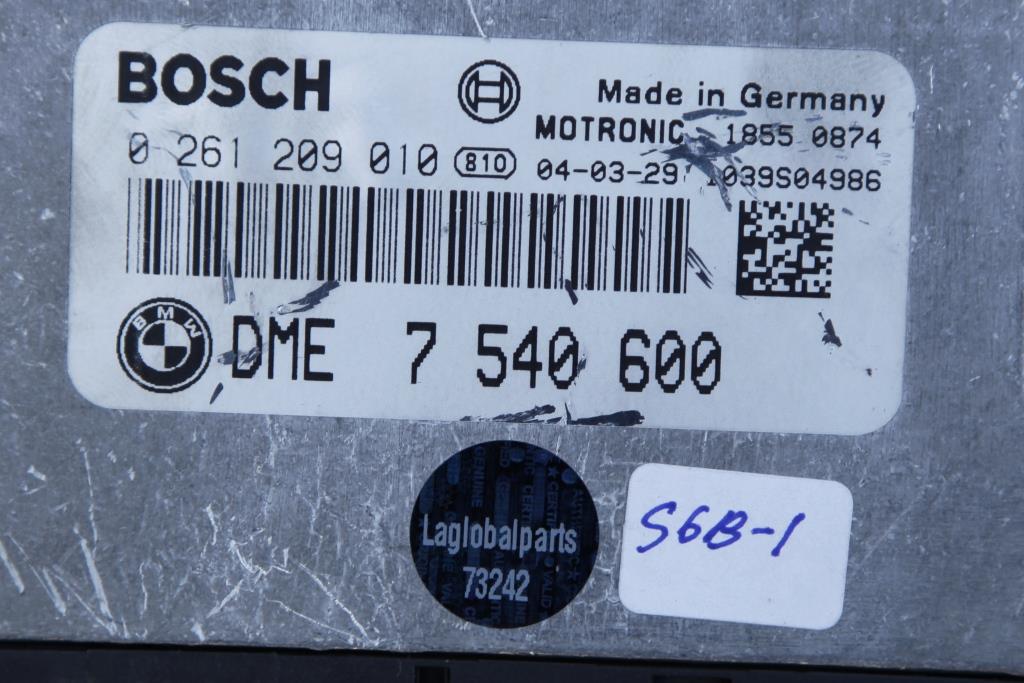 BOSCH
Made in Germany
MOTRONIC 1855 0874
0 261 209 010 810 04-03-29 1039S04986
BMW DME 7 540 600
Laglobalparts
73242
S6B-1